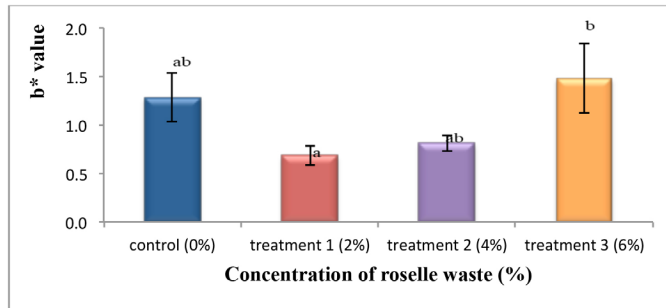 b* value
2.0
1.5
1.0
0.5
0.0
ab
a
ab
b
control (0%) treatment 1 (2%) treatment 2 (4%) treatment 3 (6%)
Concentration of roselle waste (%)